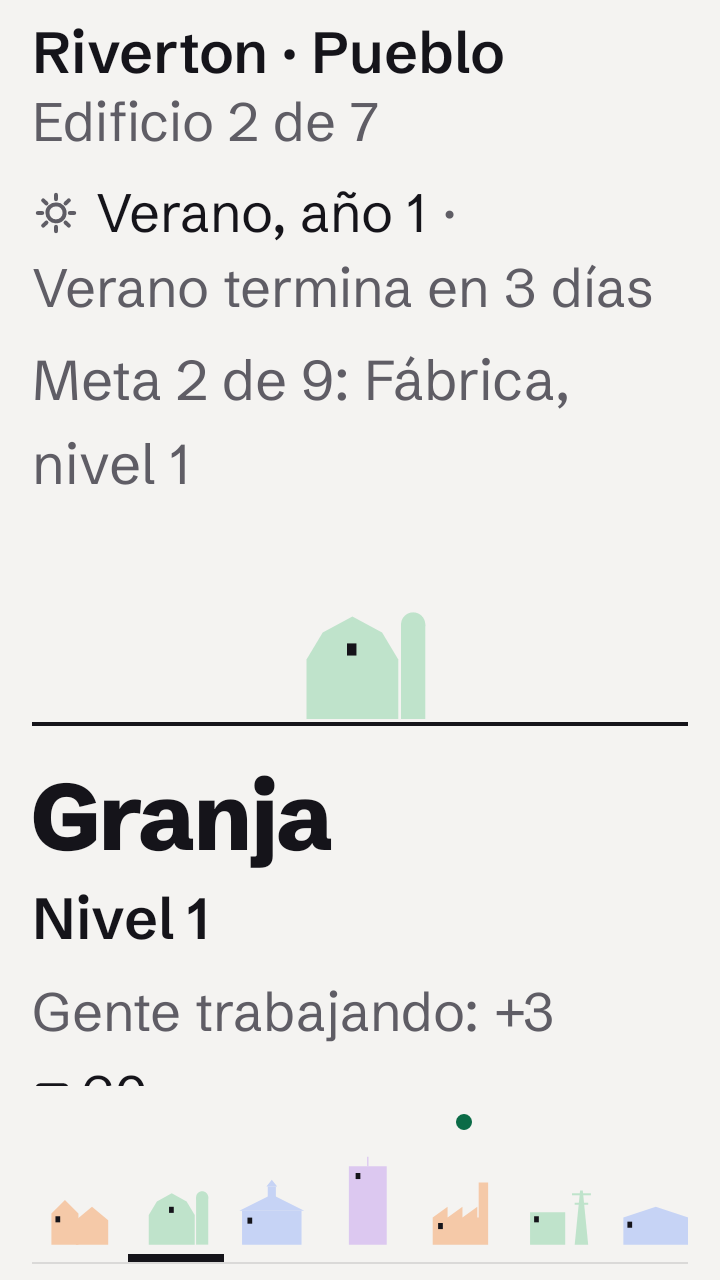 Riverton · Pueblo
Edificio 2 de 7
Verano, año 1 ·
Verano termina en 3 días
Meta 2 de 9: Fábrica,
nivel 1
Granja
Nivel 1
Gente trabajando: +3